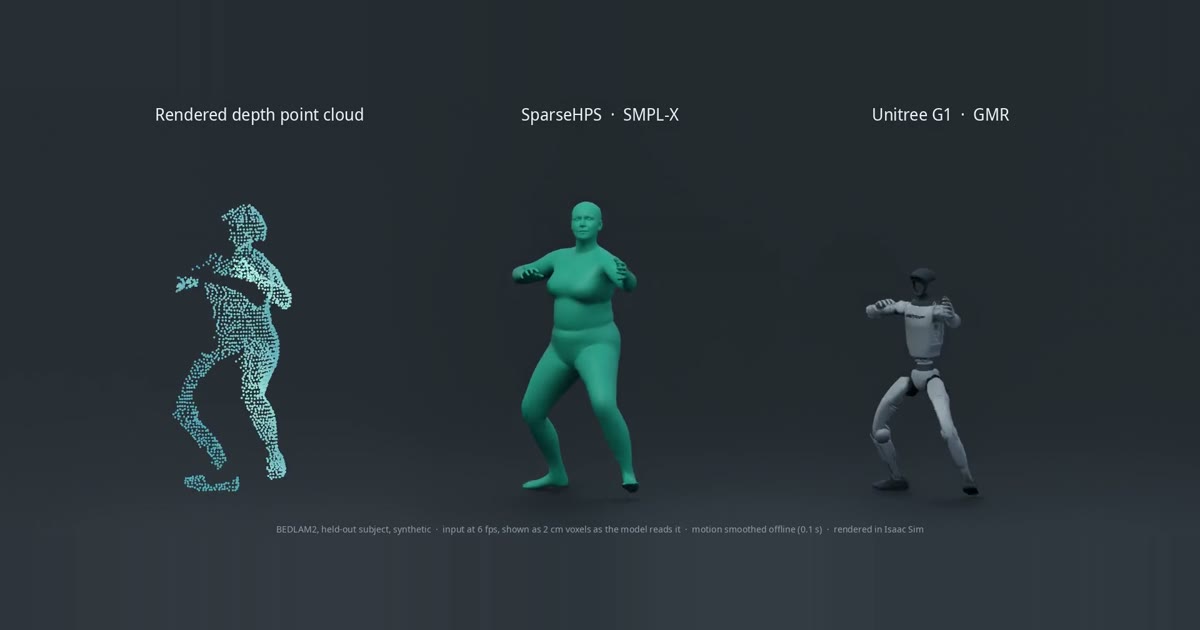 Rendered depth point cloud
SparseHPS · SMPL-X
Unitree G1 · GMR
BEDLAM2, held-out subject, synthetic · input at 6 fps, shown as 2 cm voxels as the model reads it · motion smoothed offline (0.1 s) · rendered in Isaac Sim